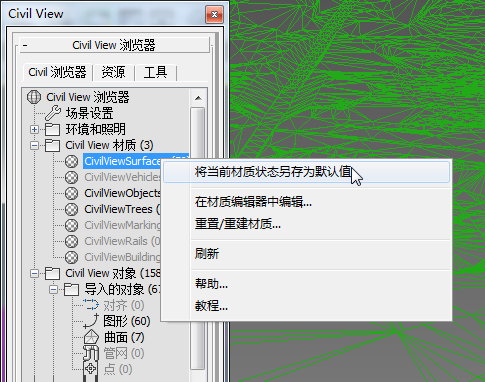 Civil View
- Civil View 浏览器
Civil 浏览器 资源 工具
Civil View 浏览器
场景设置
环境和照明
Civil View 材质 (3)
CivilViewSurfaces
CivilViewVehicles
CivilViewObjects
CivilViewTrees (0)
CivilViewMarking
CivilViewRails (0)
CivilViewBuilding
Civil View 对象 (158
导入的对象 (67
对齐 (0)
图形 (60)
曲面 (7)
管网 (0)
点 (0)
将当前材质状态另存为默认值
在材质编辑器中编辑...
重置/重建材质...
刷新
帮助...
教程...